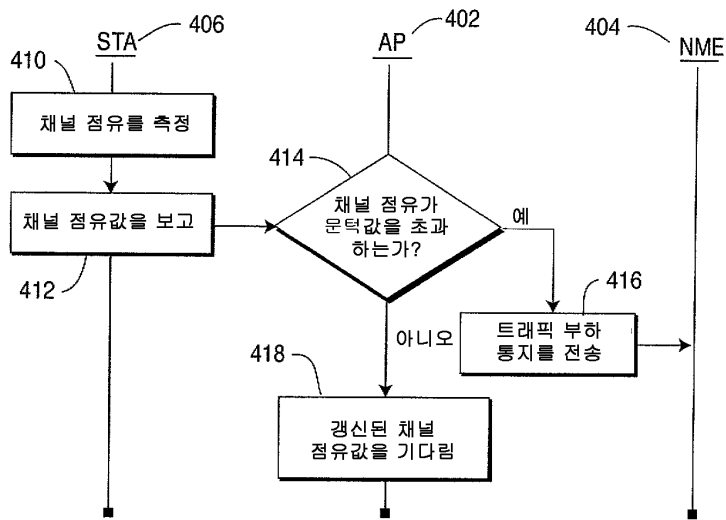 STA
406
AP
402
404
NME
410
채널 점유를 측정
채널 점유값을 보고
412
414
채널 점유가
문턱값을 초과
하는가?
예
416
트래픽 부하
통지를 전송
아니오
418
갱신된 채널
점유값을 기다림